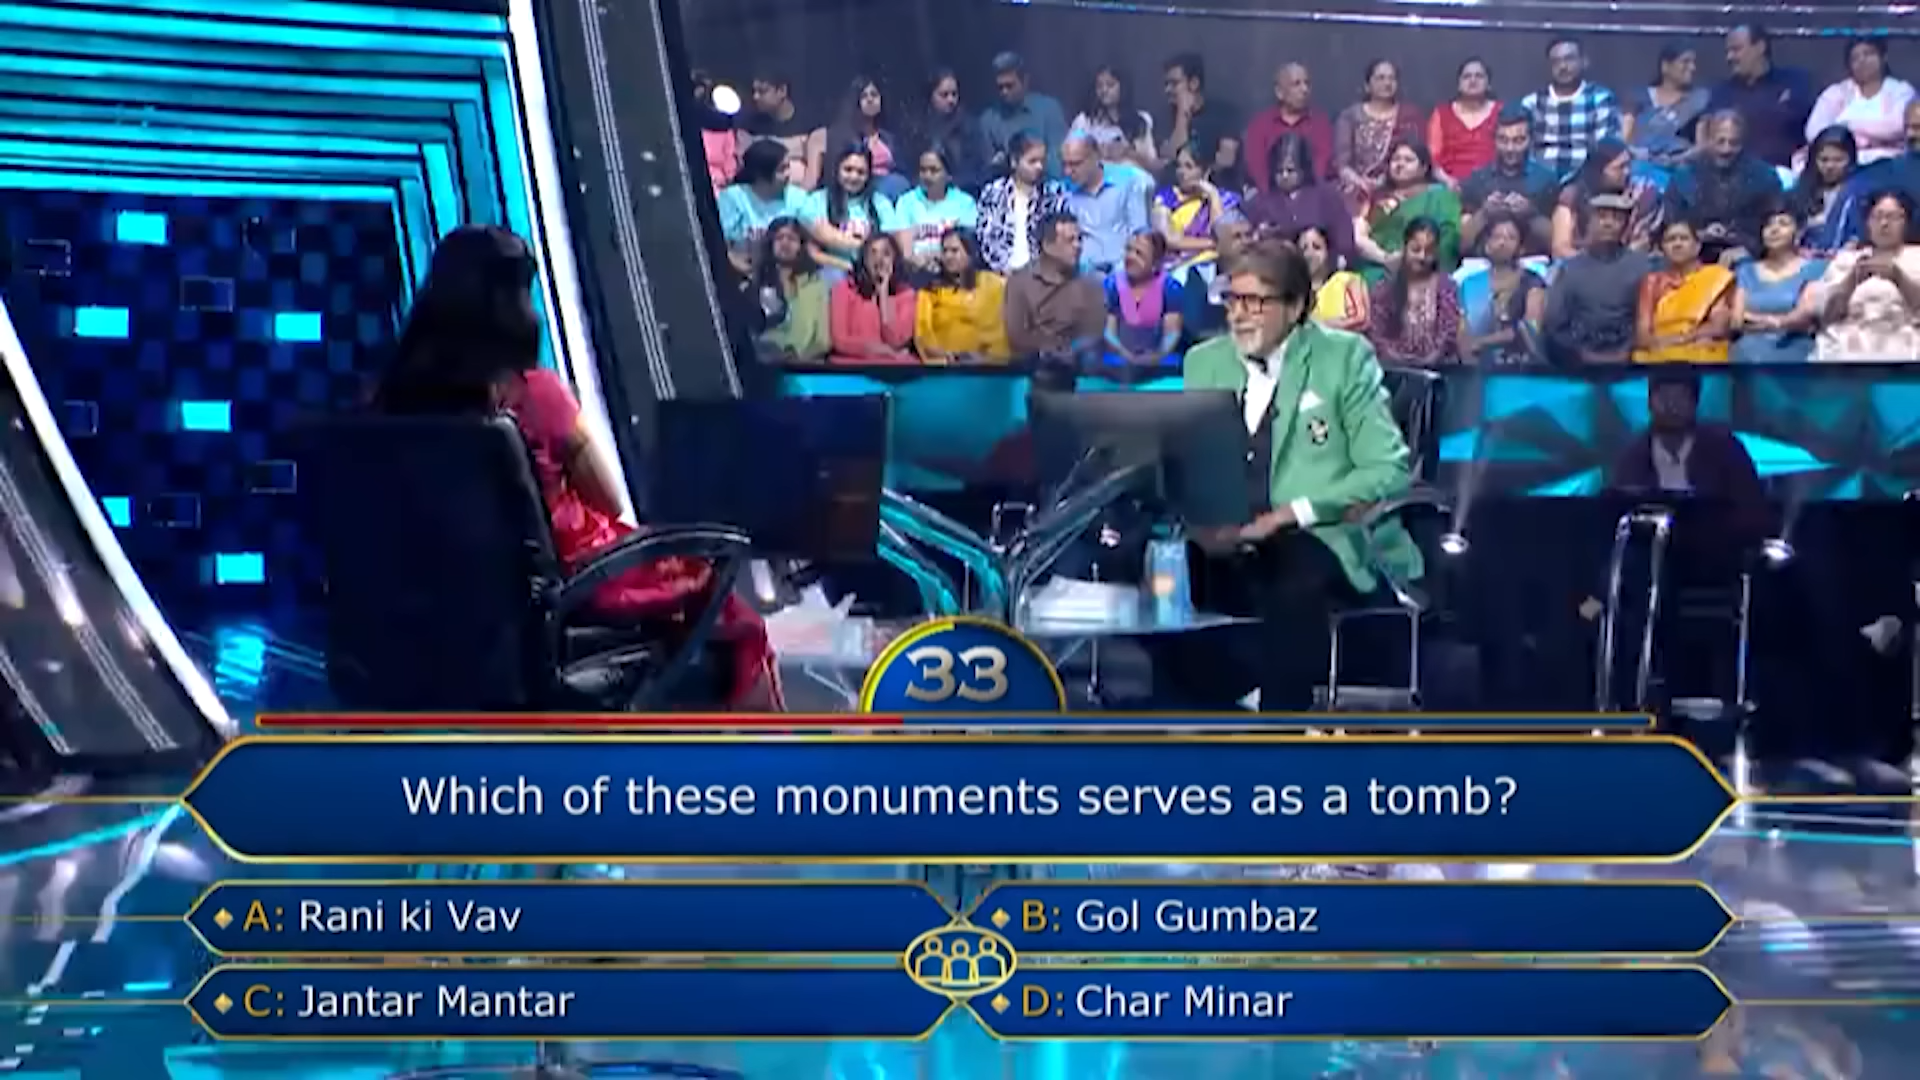 33
Which of these monuments serves as a tomb?
A: Rani ki Vav
B: Gol Gumbaz
C: Jantar Mantar
D: Char Minar